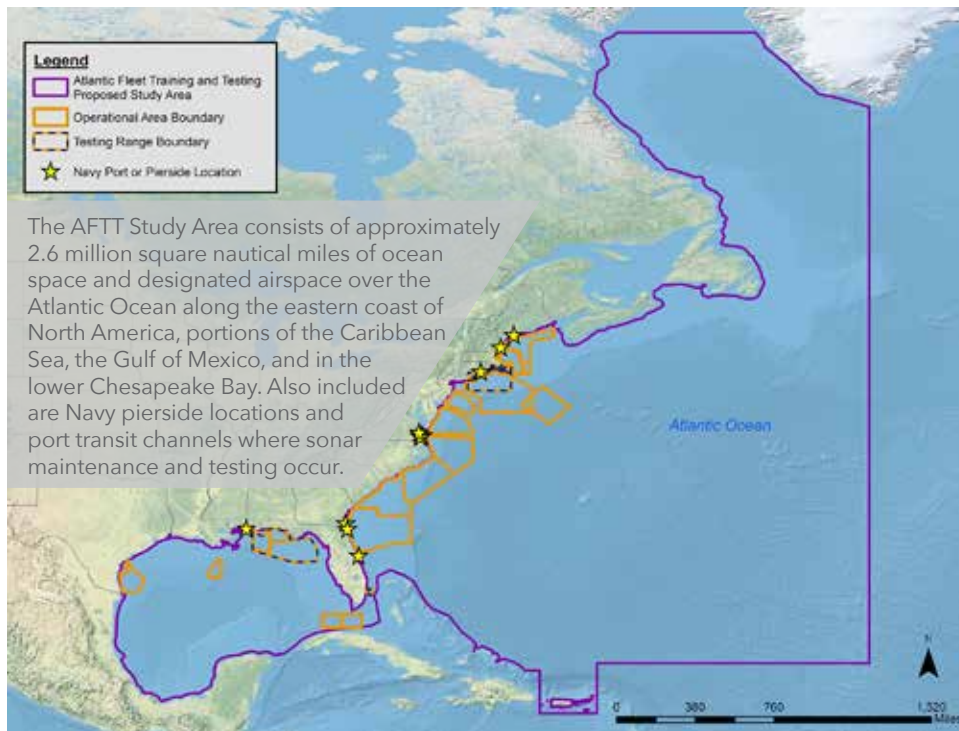 Legend
Atlantic Fleet Training and Testing
Proposed Study Area
Operational Area Boundary
Testing Range Boundary
Navy Port or Pierside Location
The AFTT Study Area consists of approximately
2.6 million square nautical miles of ocean
space and designated airspace over the
Atlantic Ocean along the eastern coast of
North America, portions of the Caribbean
Sea, the Gulf of Mexico, and in the
lower Chesapeake Bay. Also included
are Navy pierside locations and
port transit channels where sonar
maintenance and testing occur.
Atlantic Ocean
N
0 380 760 1,520
Miles